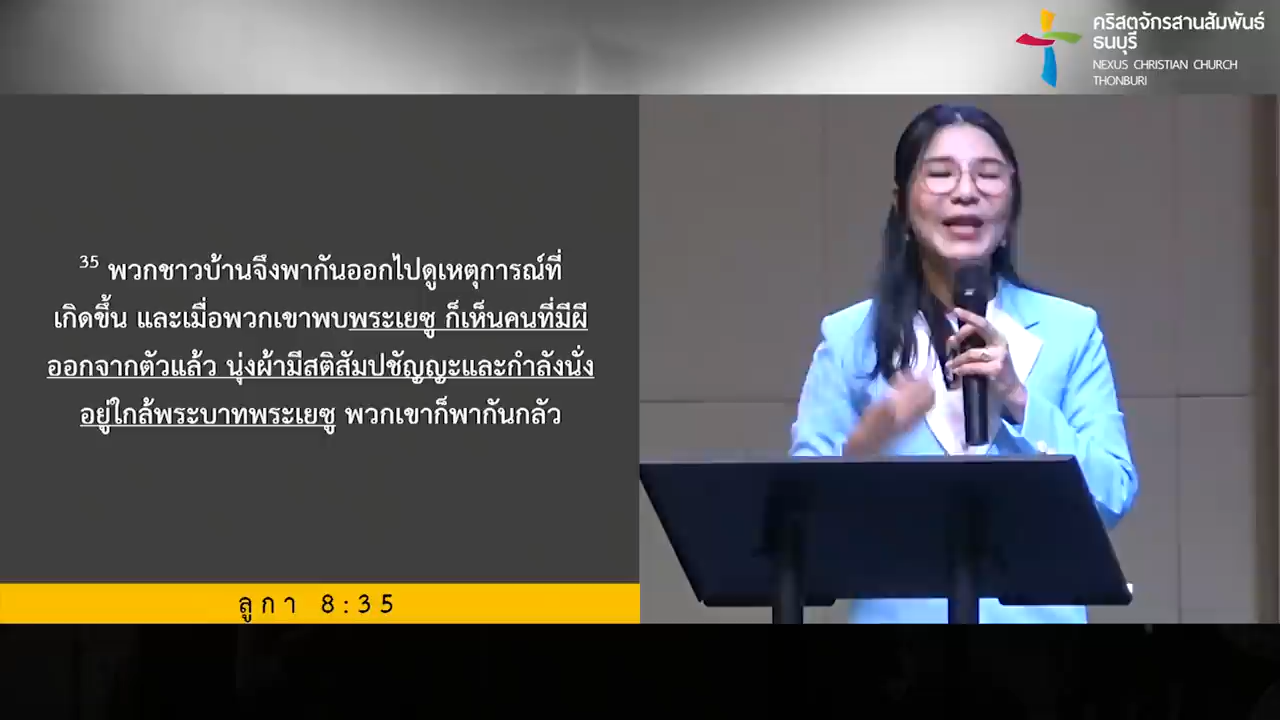 คริสตจักรสานสัมพันธ์
ธนบุรี
NEXUS CHRISTIAN CHURCH
THONBURI
35 พวกชาวบ้านจึงพากันออกไปดูเหตุการณ์ที่
เกิดขึ้น และเมื่อพวกเขาพบพระเยซู ก็เห็นคนที่มีผี
ออกจากตัวแล้ว นุ่งผ้ามีสติสัมปชัญญะและกำลังนั่ง
อยู่ใกล้พระบาทพระเยซู พวกเขาก็พากันกลัว
ลูกา 8:35